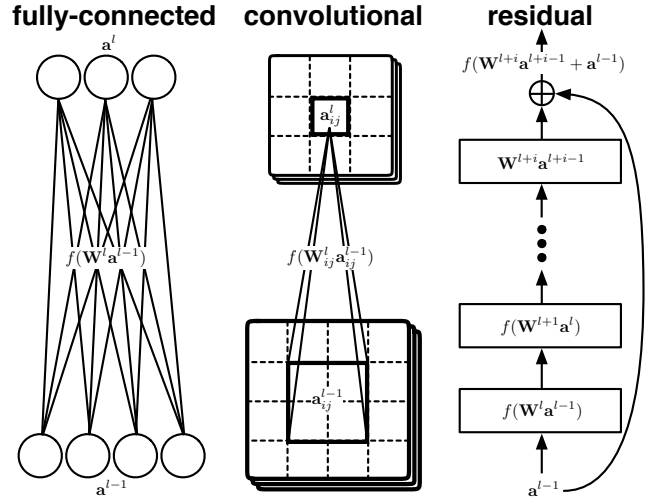 fully-connected
a^l
f(W^l a^{l-1})
a^{l-1}
convolutional
a^l_{ij}
f(W^l_{ij} a^{l-1}_{ij})
a^{l-1}_{ij}
residual
f(W^{l+i} a^{l+i-1} + a^{l-1})
W^{l+i} a^{l+i-1}
f(W^{l+1} a^l)
f(W^l a^{l-1})
a^{l-1}